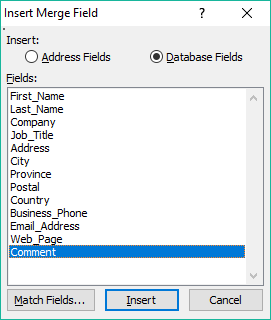 Insert Merge Field
Insert:
Address Fields Database Fields
Fields:
First_Name
Last_Name
Company
Job_Title
Address
City
Province
Postal
Country
Business_Phone
Email_Address
Web_Page
Comment
Match Fields... Insert Cancel